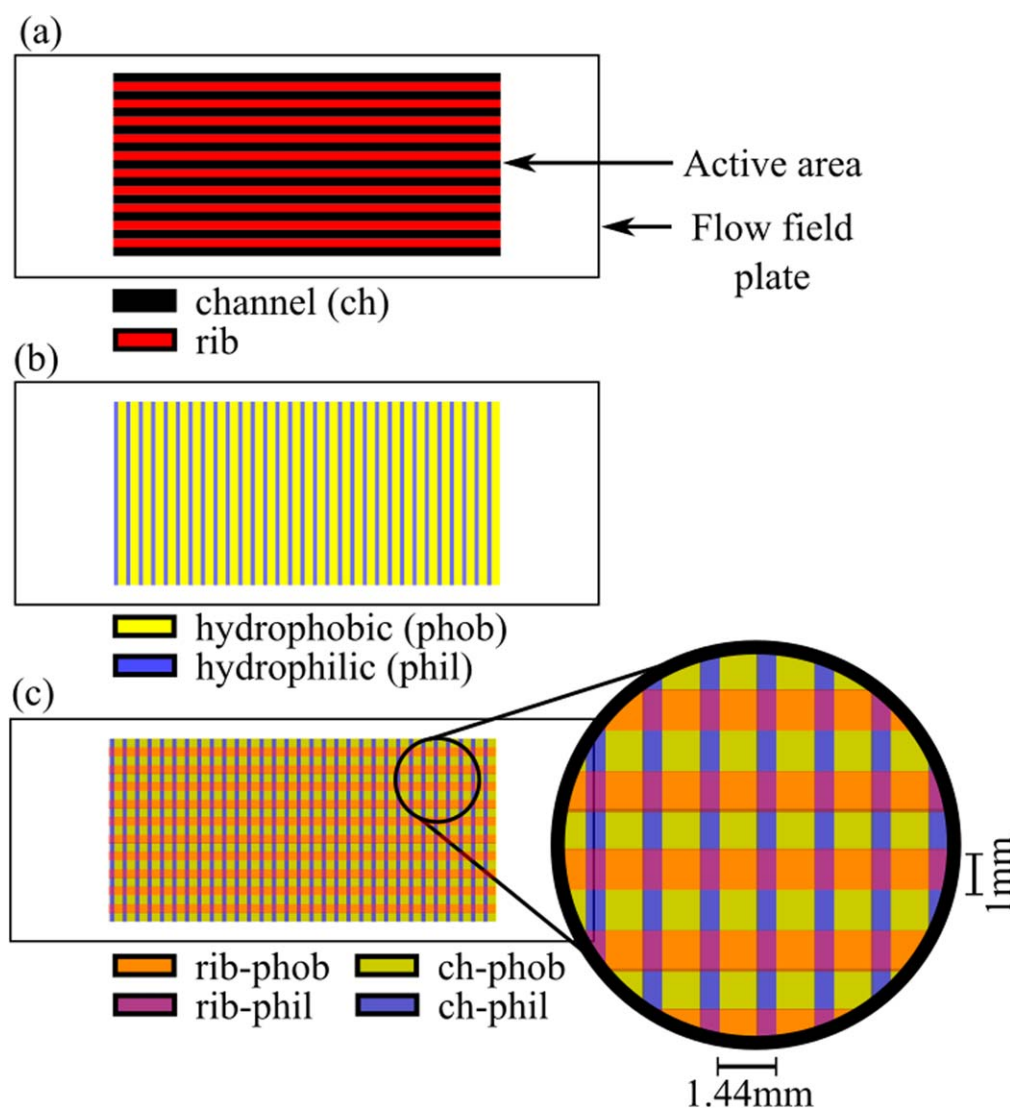 (a)
Active area
Flow field
plate
channel (ch)
rib
(b)
hydrophobic (phob)
hydrophilic (phil)
(c)
rib-phob
ch-phob
rib-phil
ch-phil
1mm
1.44mm